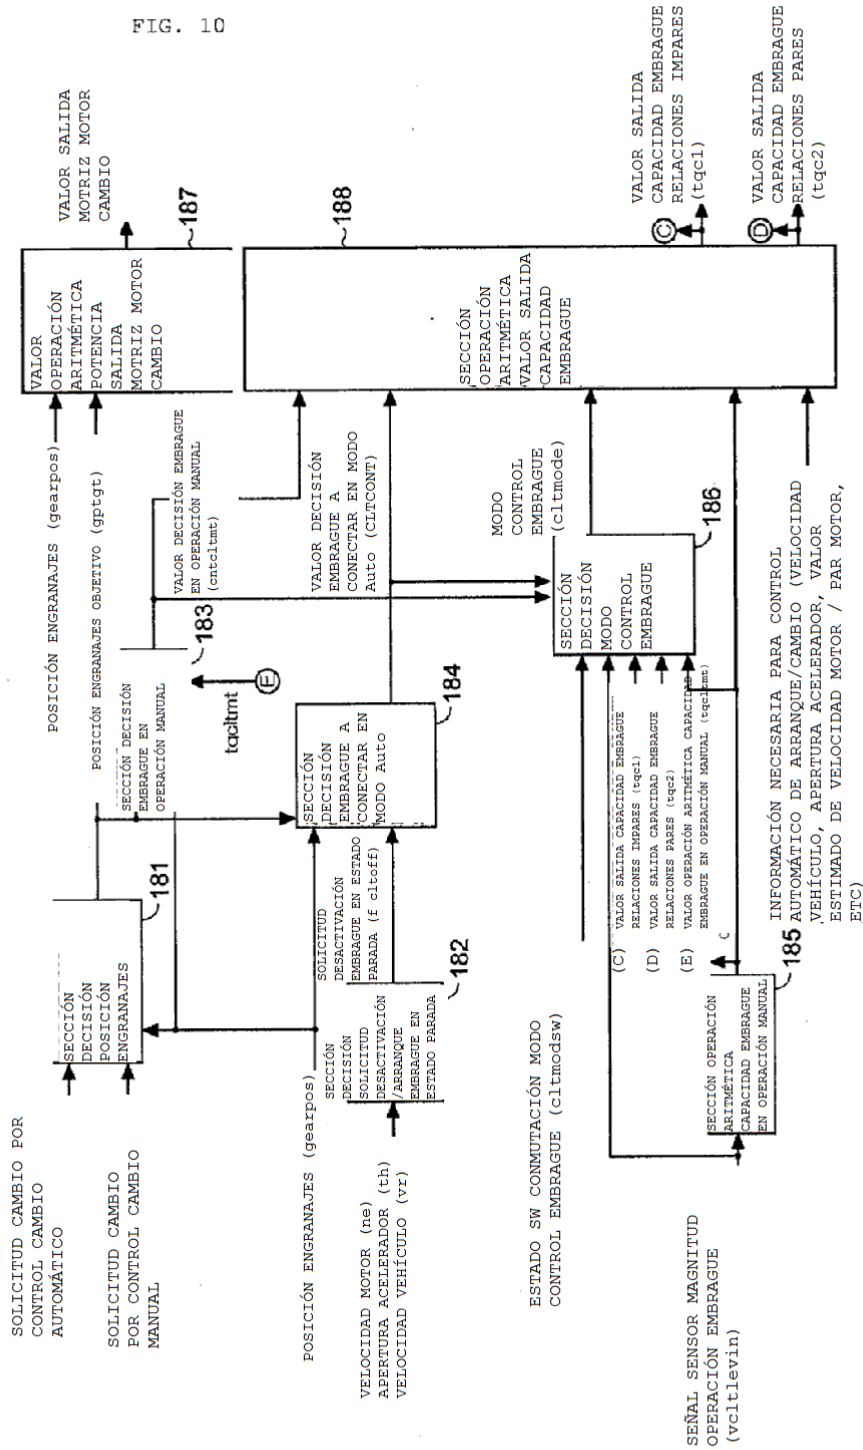 FIG. 10
SOLICITUD CAMBIO POR
CONTROL CAMBIO
AUTOMÁTICO
SOLICITUD CAMBIO
POR CONTROL CAMBIO
MANUAL
SECCIÓN
DECISIÓN
POSICIÓN
ENGRANAJES
181
POSICIÓN ENGRANAJES (gearpos)
POSICIÓN ENGRANAJES OBJETIVO (gptgt)
VALOR
OPERACIÓN
ARITMÉTICA
POTENCIA
SALIDA
MOTRIZ MOTOR
CAMBIO
187
VALOR SALIDA
MOTRIZ MOTOR
CAMBIO
SECCIÓN DECISIÓN
EMBRAGUE EN
OPERACIÓN MANUAL
183
tqcltmt
E
VALOR DECISIÓN EMBRAGUE
EN OPERACIÓN MANUAL
(cntcltmt)
POSICIÓN ENGRANAJES (gearpos)
VELOCIDAD MOTOR (ne)
APERTURA ACELERADOR (th)
VELOCIDAD VEHÍCULO (vr)
SECCIÓN
DECISIÓN
SOLICITUD
DESACTIVACIÓN
/ARRANQUE
EMBRAGUE EN
ESTADO PARADA
182
SOLICITUD
DESACTIVACIÓN
EMBRAGUE EN ESTADO
PARADA (f cltoff)
SECCIÓN
DECISIÓN
EMBRAGUE A
CONECTAR EN
MODO Auto
184
VALOR DECISIÓN
EMBRAGUE A
CONECTAR EN MODO
Auto (CLTCONT)
SECCIÓN
OPERACIÓN
ARITMÉTICA
VALOR SALIDA
CAPACIDAD
EMBRAGUE
188
ESTADO SW CONMUTACIÓN MODO
CONTROL EMBRAGUE (cltmodsw)
SECCIÓN
DECISIÓN
MODO
CONTROL
EMBRAGUE
186
MODO
CONTROL
EMBRAGUE
(cltmode)
(C) VALOR SALIDA CAPACIDAD EMBRAGUE
RELACIONES IMPARES (tqc1)
(D) VALOR SALIDA CAPACIDAD EMBRAGUE
RELACIONES PARES (tqc2)
(E) VALOR OPERACIÓN ARITMÉTICA CAPACIDAD
EMBRAGUE EN OPERACIÓN MANUAL (tqcltmt)
SEÑAL SENSOR MAGNITUD
OPERACIÓN EMBRAGUE
(vcltlevin)
SECCIÓN OPERACIÓN
ARITMÉTICA
CAPACIDAD EMBRAGUE
EN OPERACIÓN MANUAL
185
INFORMACIÓN NECESARIA PARA CONTROL
AUTOMÁTICO DE ARRANQUE/CAMBIO (VELOCIDAD
VEHÍCULO, APERTURA ACELERADOR, VALOR
ESTIMADO DE VELOCIDAD MOTOR / PAR MOTOR,
ETC)
C
VALOR SALIDA
CAPACIDAD EMBRAGUE
RELACIONES IMPARES
(tqc1)
D
VALOR SALIDA
CAPACIDAD EMBRAGUE
RELACIONES PARES
(tqc2)